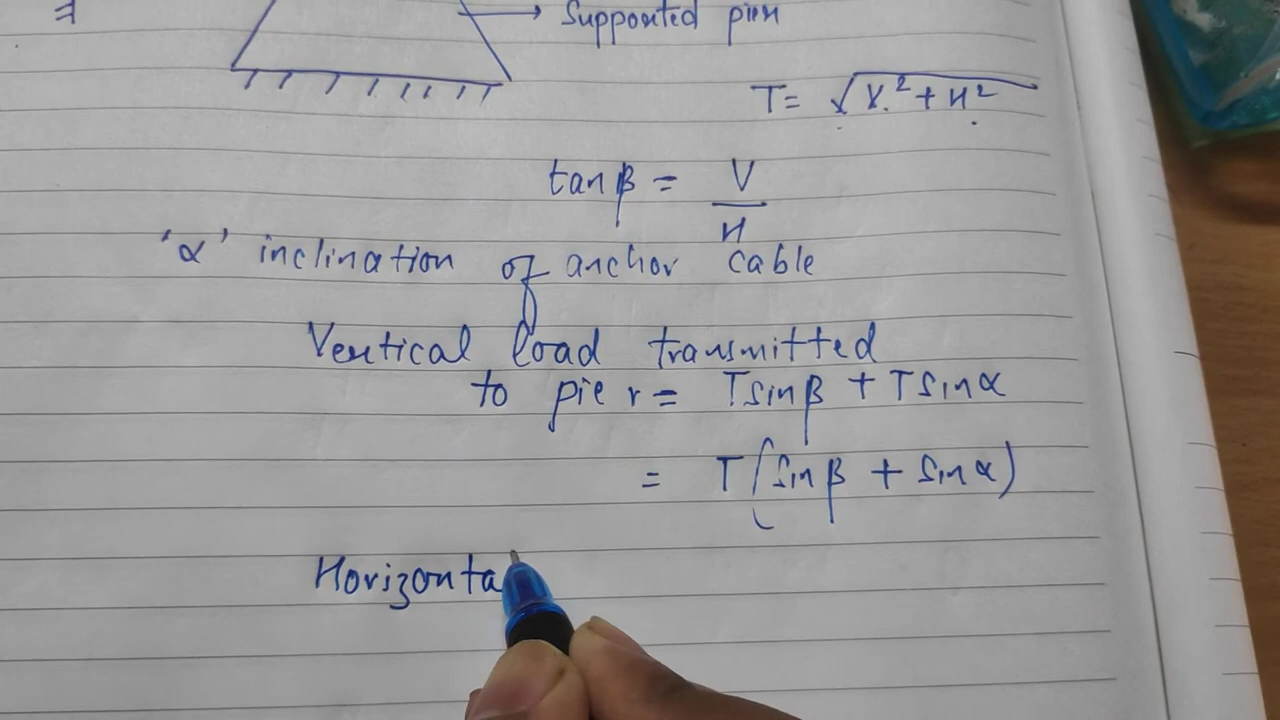 Supported pier
T = √V² + H²
tan β = V / H
'α' inclination of anchor cable
Vertical load transmitted
to pier = T sin β + T sin α
= T (sin β + sin α)
Horizonta